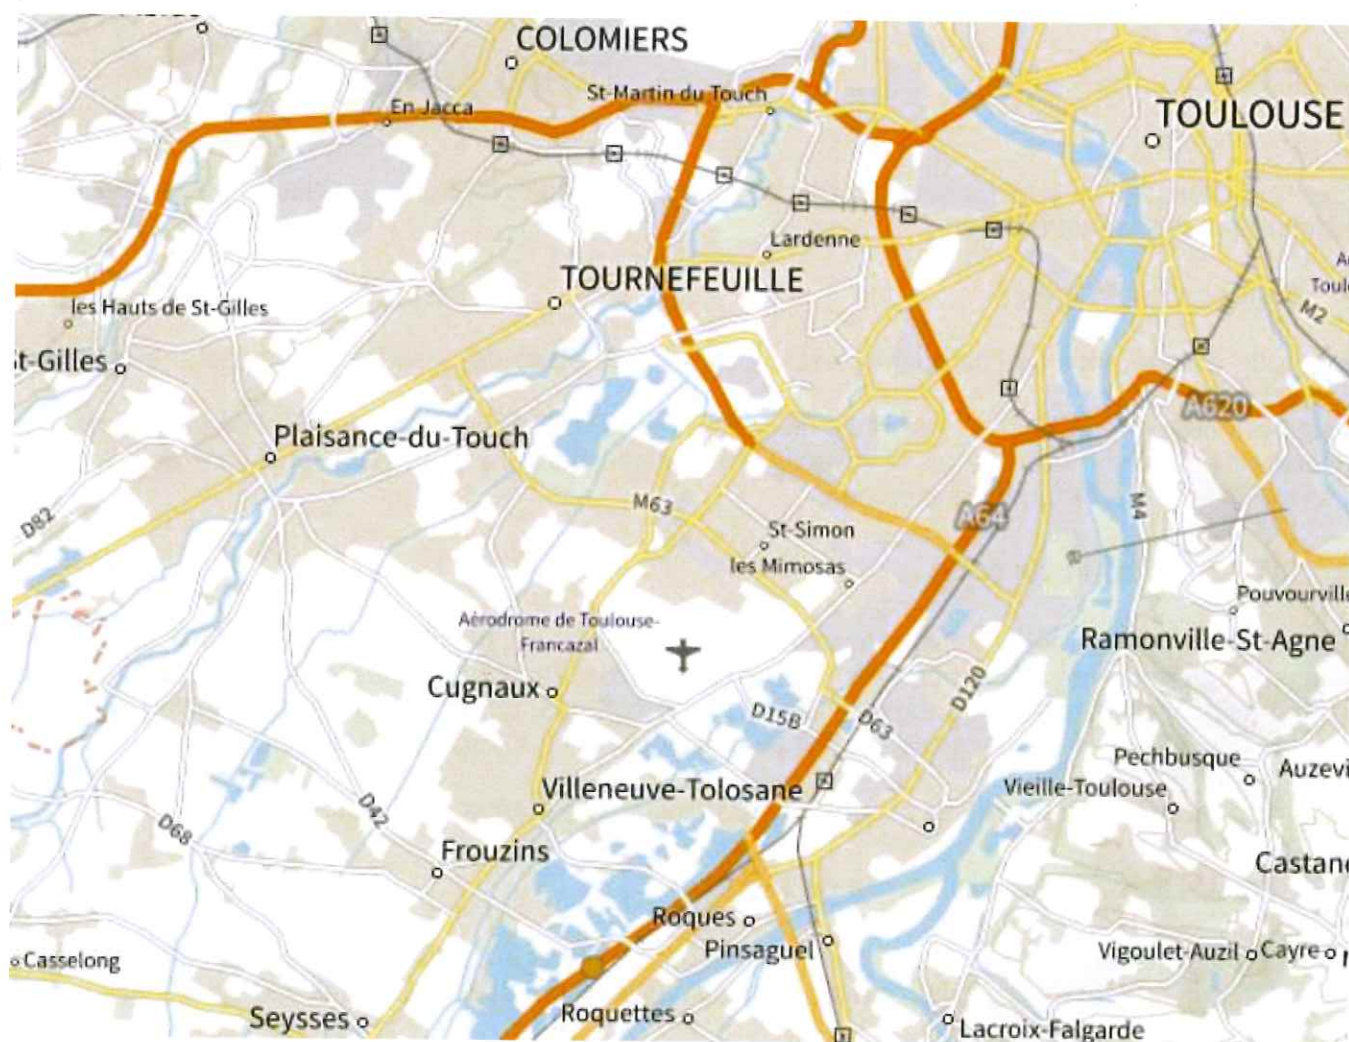 COLOMIERS
En Jacca
St-Martin du Touch
TOULOUSE
Lardenne
TOURNEFEUILLE
les Hauts de St-Gilles
M2
St-Gilles
A620
Plaisance-du-Touch
D82
M63
A64
M4
St-Simon
les Mimosas
Pouvourville
Aérodrome de Toulouse-
Francazal
Ramonville-St-Agne
Cugnaux
D120
D15B
D63
Pechbusque
Auzevi
Villeneuve-Tolosane
Vieille-Toulouse
D42
D68
Frouzins
Castane
Roques
Pinsaguel
Vigoulet-Auzil
Cayre
Casselong
Seysses
Roquettes
Lacroix-Falgarde